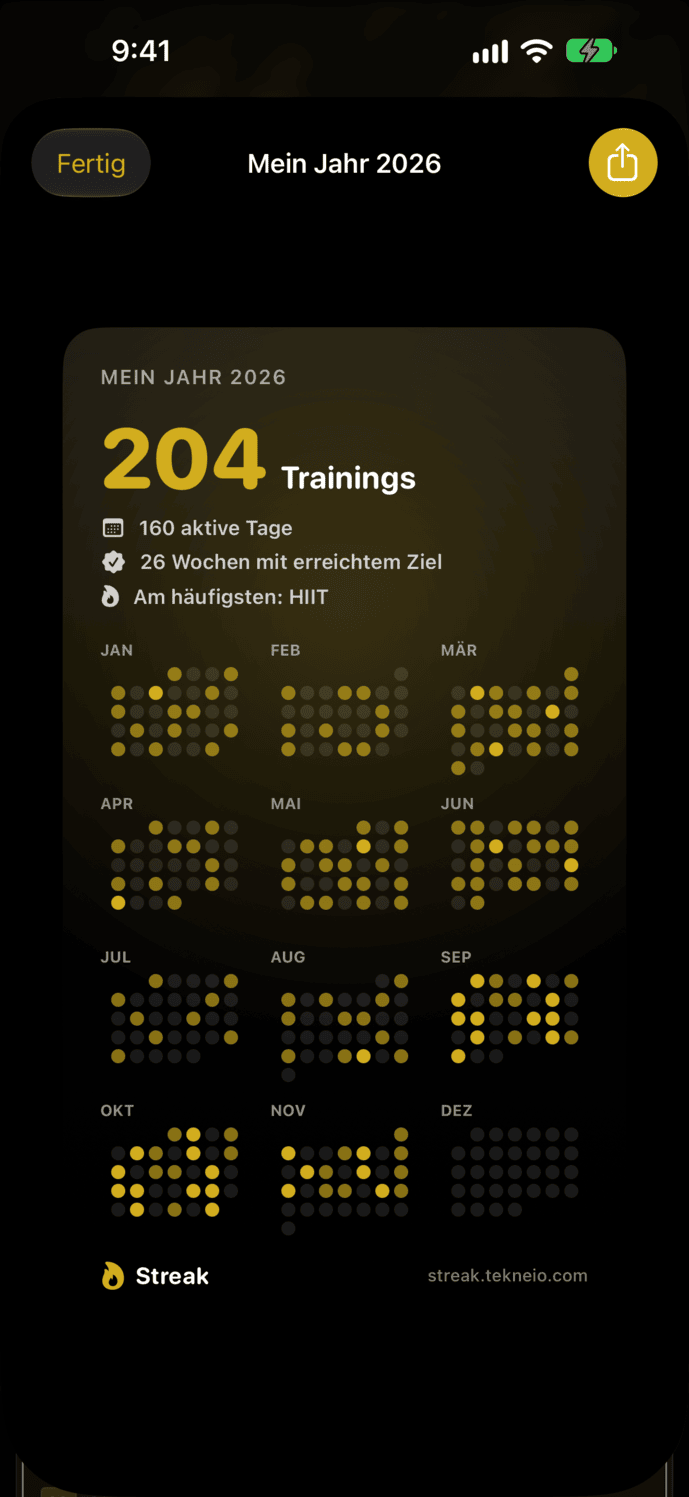 9:41
Fertig
Mein Jahr 2026
MEIN JAHR 2026
204 Trainings
160 aktive Tage
26 Wochen mit erreichtem Ziel
Am häufigsten: HIIT
JAN FEB MÄR
APR MAI JUN
JUL AUG SEP
OKT NOV DEZ
Streak
streak.tekneio.com